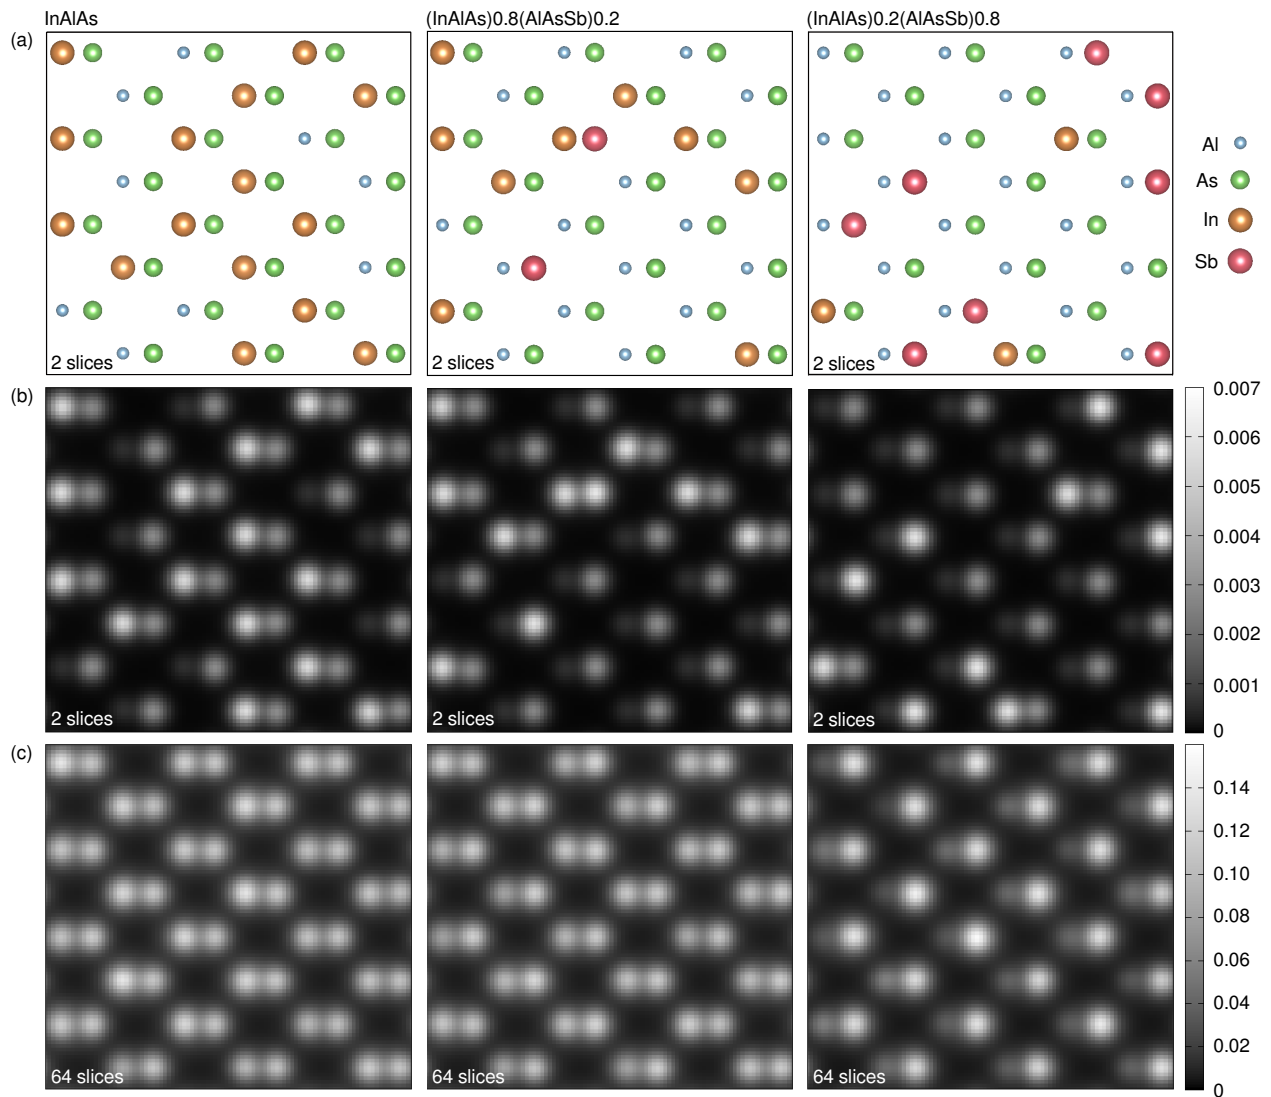 InAlAs (InAlAs)0.8(AlAsSb)0.2 (InAlAs)0.2(AlAsSb)0.8
(a)
Al
As
In
Sb
2 slices 2 slices 2 slices
(b)
0.007
0.006
0.005
0.004
0.003
0.002
0.001
0
2 slices 2 slices 2 slices
(c)
0.14
0.12
0.10
0.08
0.06
0.04
0.02
0
64 slices 64 slices 64 slices